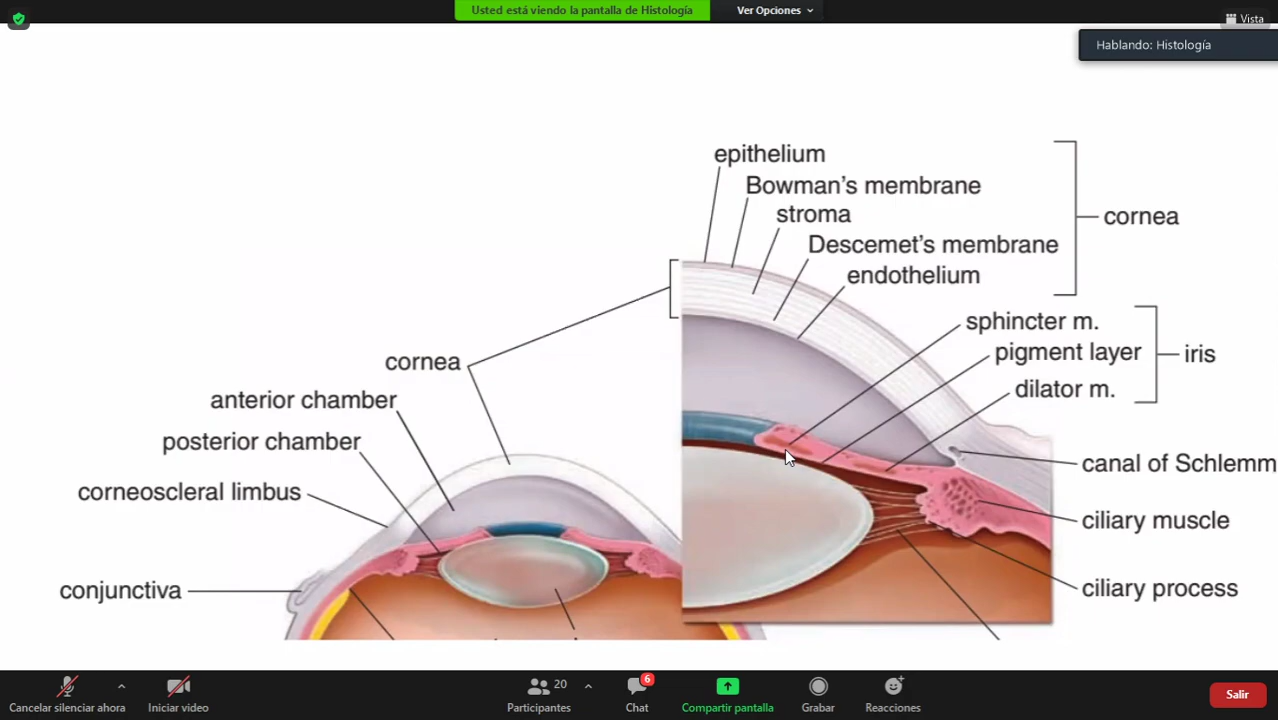 Usted está viendo la pantalla de Histología
Ver Opciones
Vista
Hablando: Histología
epithelium
Bowman's membrane
stroma
Descemet's membrane
endothelium
cornea
sphincter m.
pigment layer
dilator m.
iris
canal of Schlemm
ciliary muscle
ciliary process
cornea
anterior chamber
posterior chamber
corneoscleral limbus
conjunctiva
Cancelar silenciar ahora
Iniciar video
20
Participantes
6
Chat
Compartir pantalla
Grabar
Reacciones
Salir